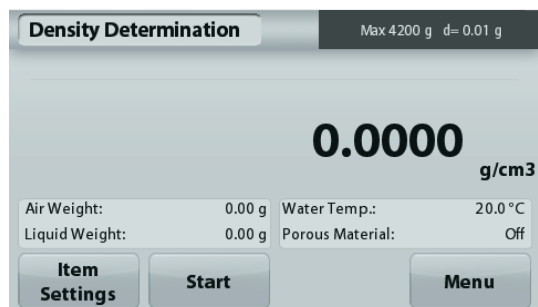 Density Determination
Max 4200 g d= 0.01 g
0.0000
g/cm3
Air Weight: 0.00 g Water Temp.: 20.0 °C
Liquid Weight: 0.00 g Porous Material: Off
Item Settings
Start
Menu